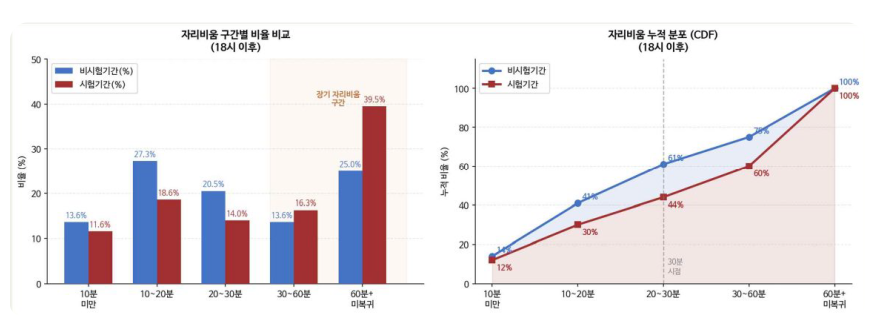 자리비움 구간별 비율 비교
(18시 이후)
비율 (%)
50
40
30
20
10
0
비시험기간(%)
시험기간(%)
장기 자리비움
구간
13.6%
11.6%
27.3%
18.6%
20.5%
14.0%
13.6%
16.3%
25.0%
39.5%
10분
미만
10~20분
20~30분
30~60분
60분+
미복귀
자리비움 누적 분포 (CDF)
(18시 이후)
누적 비율 (%)
100
80
60
40
20
0
비시험기간
시험기간
14%
12%
41%
30%
61%
44%
75%
60%
100%
100%
30분
시점
10분
미만
10~20분
20~30분
30~60분
60분+
미복귀